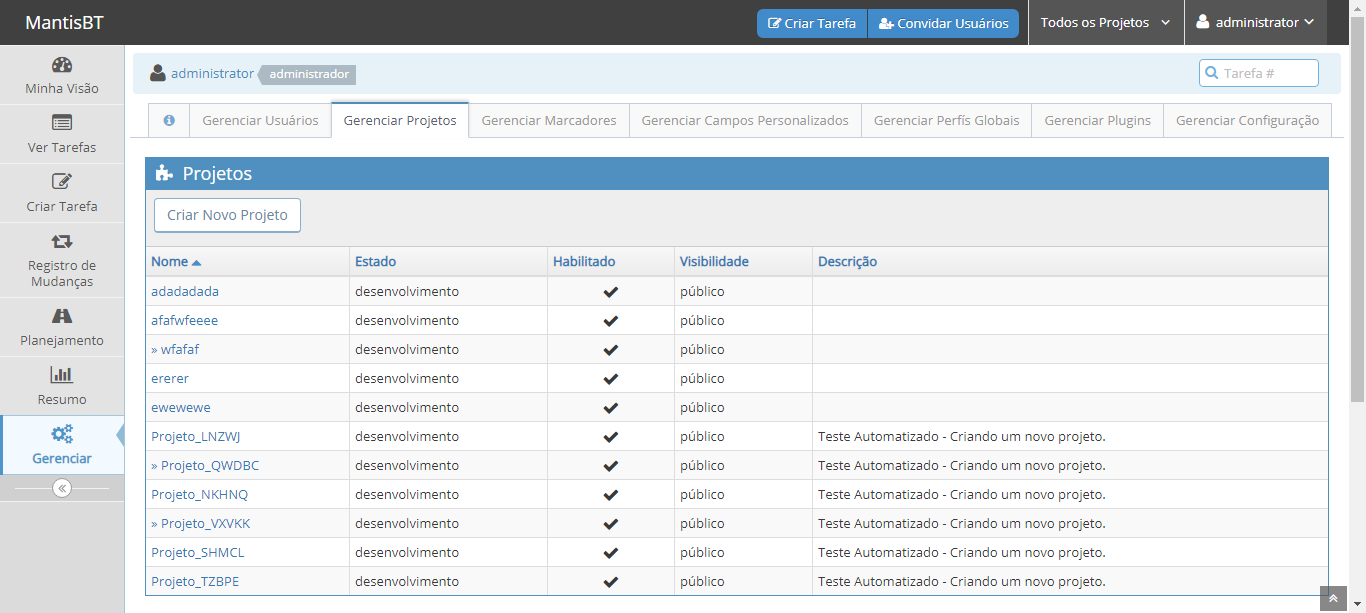 MantisBT
Criar Tarefa Convidar Usuários Todos os Projetos administrator
Minha Visão
Ver Tarefas
Criar Tarefa
Registro de
Mudanças
Planejamento
Resumo
Gerenciar
administrator administrador Tarefa #
Gerenciar Usuários Gerenciar Projetos Gerenciar Marcadores Gerenciar Campos Personalizados Gerenciar Perfís Globais Gerenciar Plugins Gerenciar Configuração
Projetos
Criar Novo Projeto
Nome Estado Habilitado Visibilidade Descrição
adadadada desenvolvimento público
afafwfeeee desenvolvimento público
» wfafaf desenvolvimento público
ererer desenvolvimento público
ewewewe desenvolvimento público
Projeto_LNZWJ desenvolvimento público Teste Automatizado - Criando um novo projeto.
» Projeto_QWDBC desenvolvimento público Teste Automatizado - Criando um novo projeto.
Projeto_NKHNQ desenvolvimento público Teste Automatizado - Criando um novo projeto.
» Projeto_VXVKK desenvolvimento público Teste Automatizado - Criando um novo projeto.
Projeto_SHMCL desenvolvimento público Teste Automatizado - Criando um novo projeto.
Projeto_TZBPE desenvolvimento público Teste Automatizado - Criando um novo projeto.